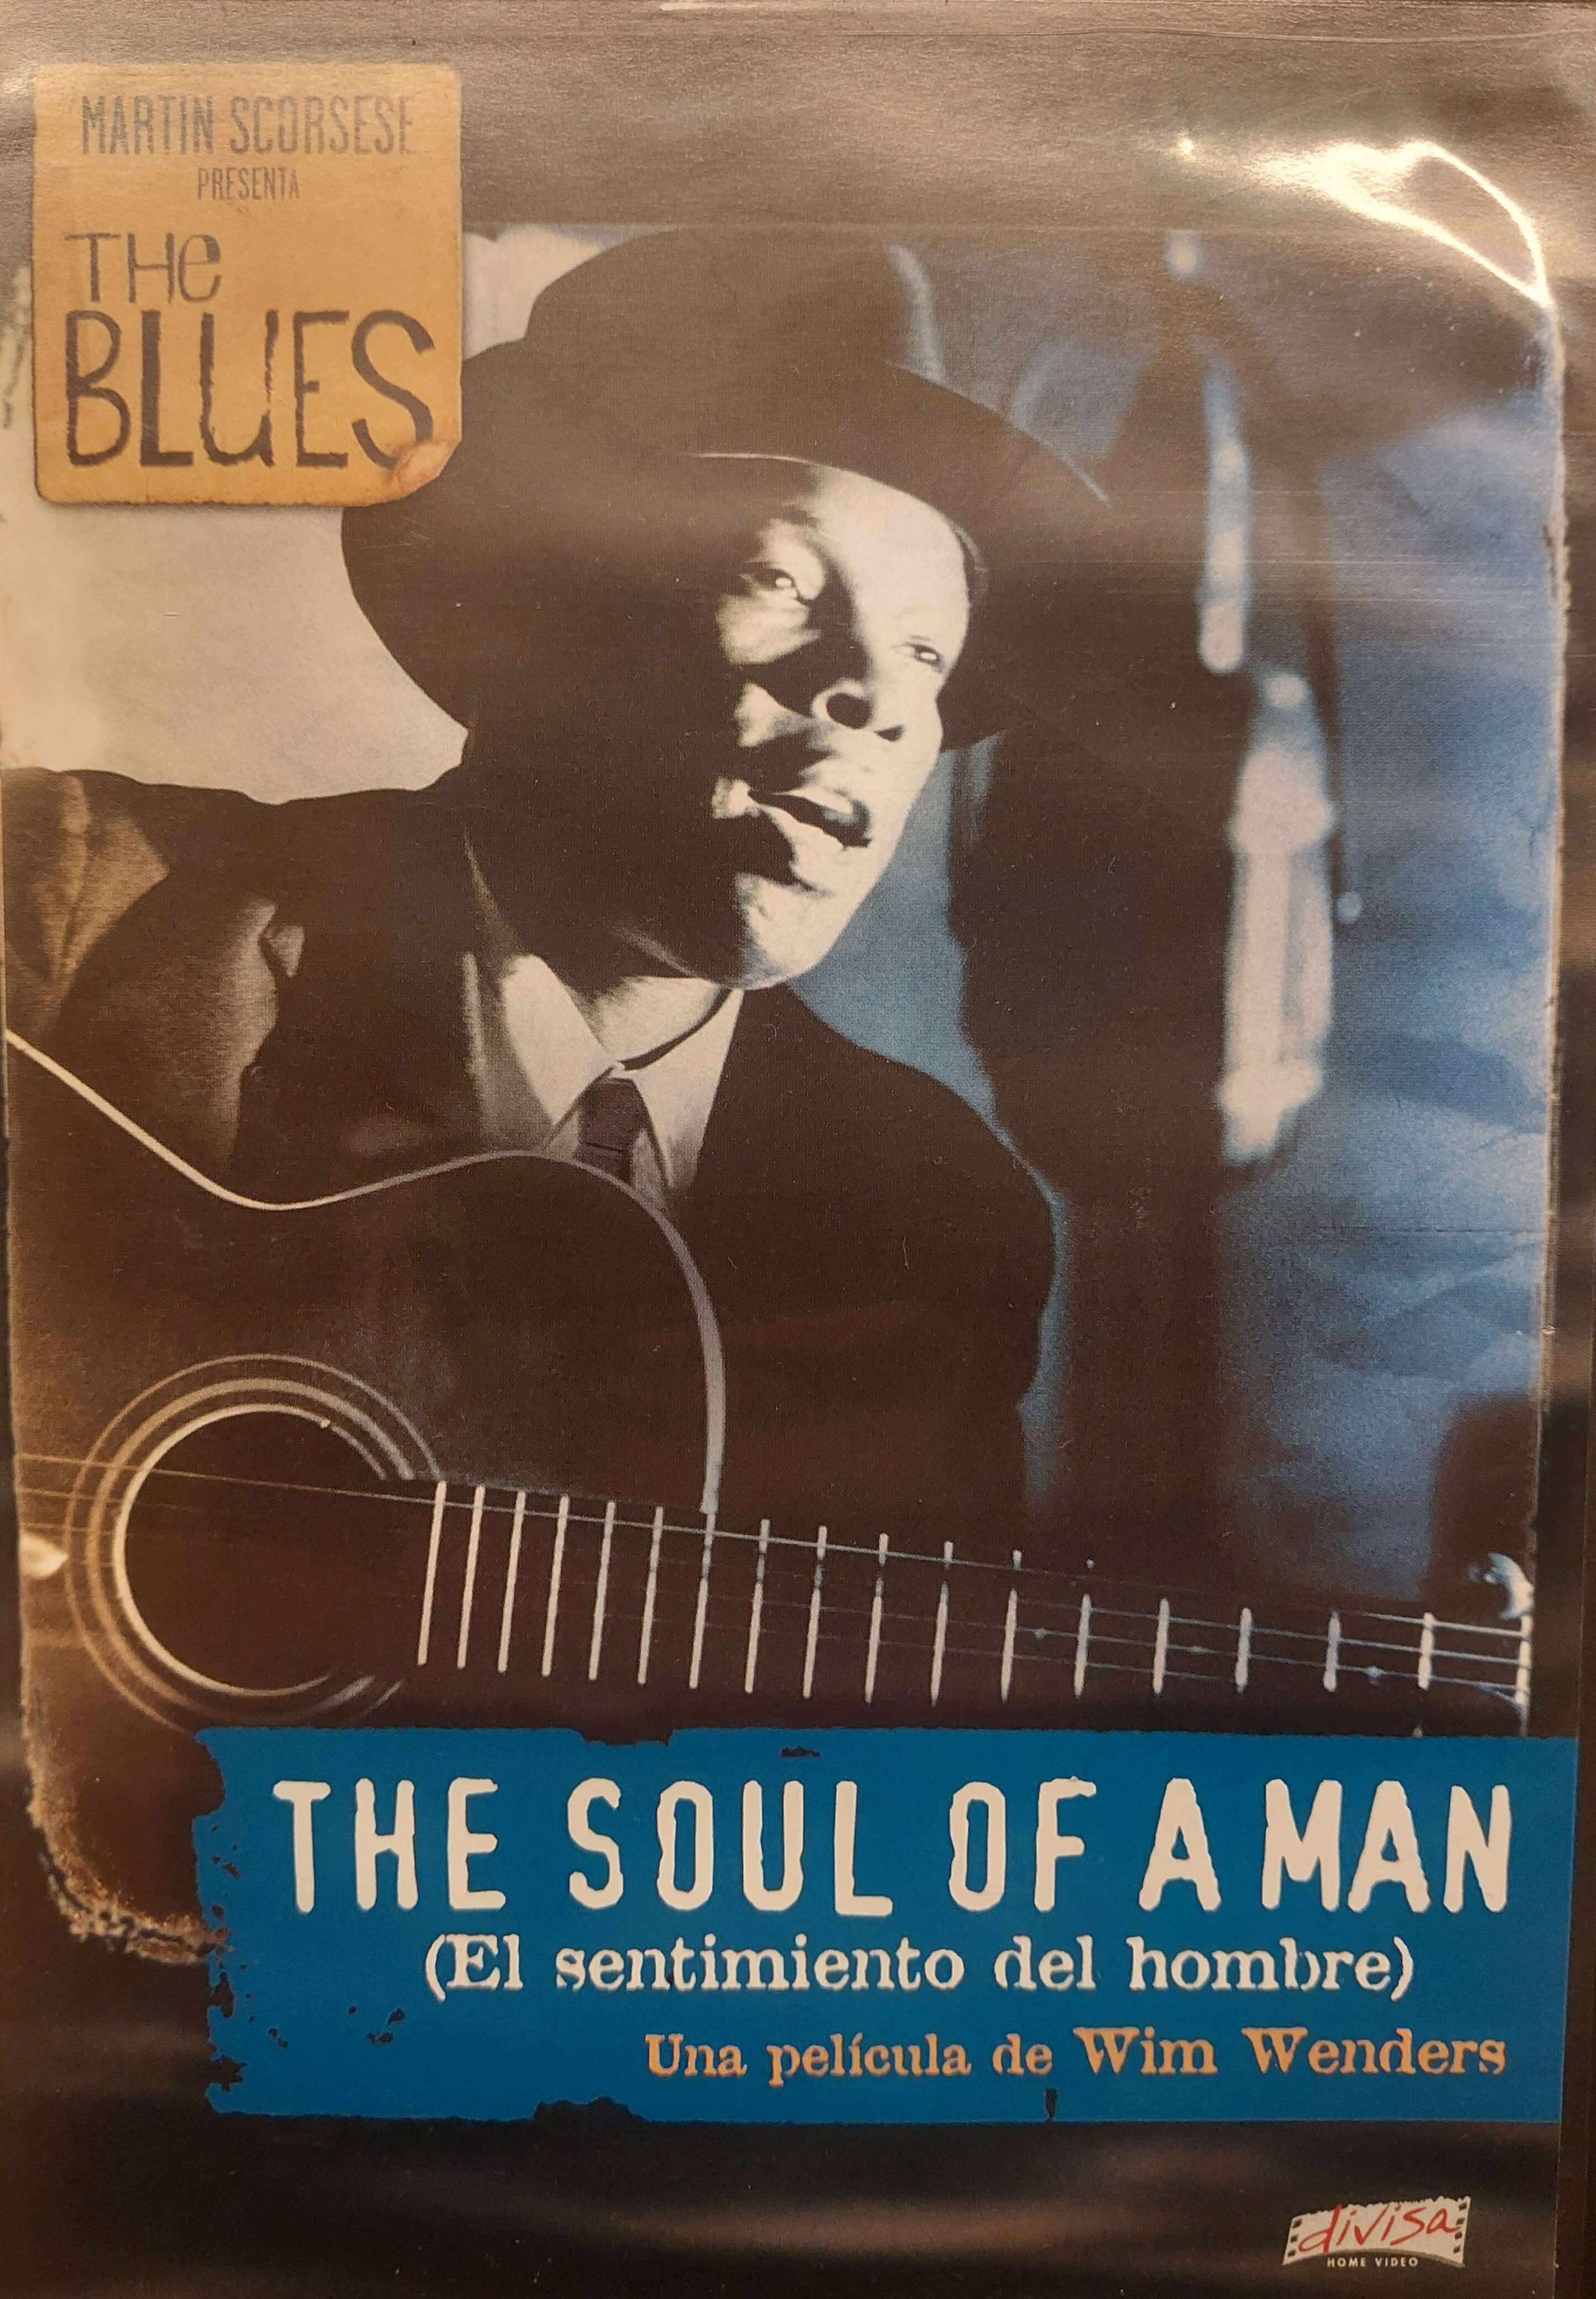 MARTIN SCORSESE
PRESENTA
THE
BLUES
THE SOUL OF A MAN
(El sentimiento del hombre)
Una película de Wim Wenders
divisa
HOME VIDEO